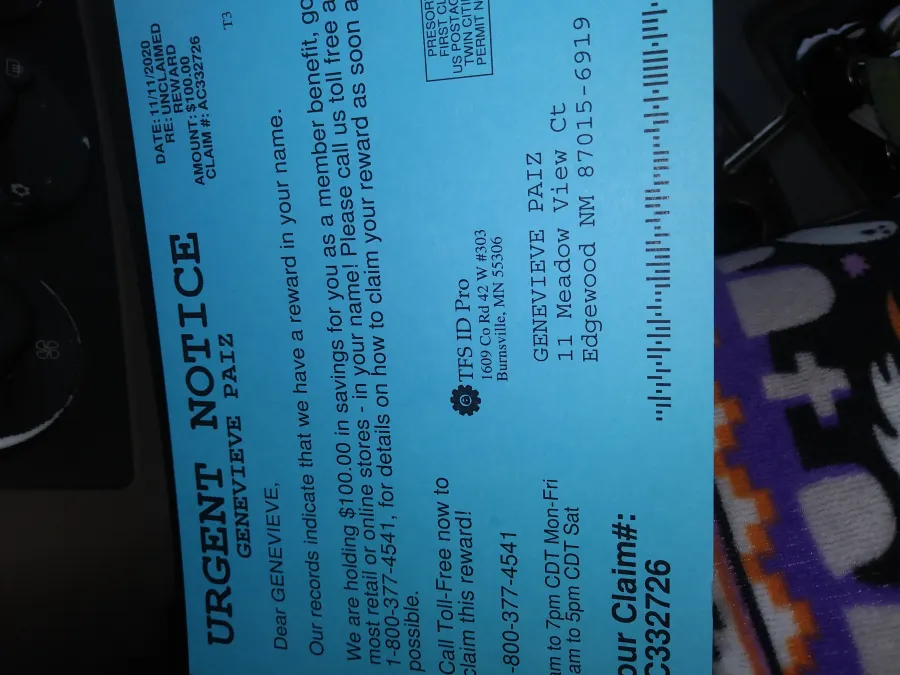 DATE: 11/11/2020
RE: UNCLAIMED
REWARD
AMOUNT: $100.00
CLAIM #: AC332726
T3
URGENT NOTICE
GENEVIEVE PAIZ
Dear GENEVIEVE,
Our records indicate that we have a reward in your name.
We are holding $100.00 in savings for you as a member benefit, go
most retail or online stores - in your name! Please call us toll free a
1-800-377-4541, for details on how to claim your reward as soon a
possible.
Call Toll-Free now to
claim this reward!
-800-377-4541
am to 7pm CDT Mon-Fri
am to 5pm CDT Sat
our Claim#:
C332726
TFS ID Pro
1609 Co Rd 42 W #303
Burnsville, MN 55306
PRESOR
FIRST CL
US POSTAG
TWIN CITI
PERMIT N
GENEVIEVE PAIZ
11 Meadow View Ct
Edgewood NM 87015-6919